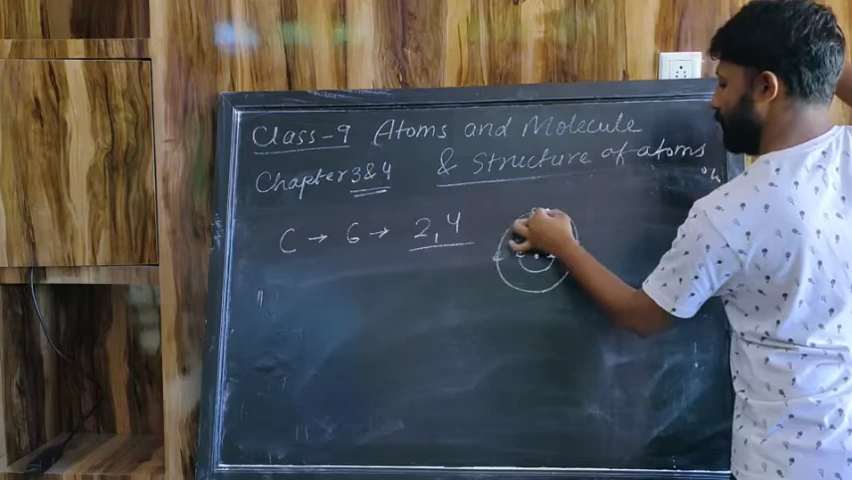 Class-9 Atoms and Molecule
Chapter 3 & 4 & Structure of atoms
C → 6 → 2,4